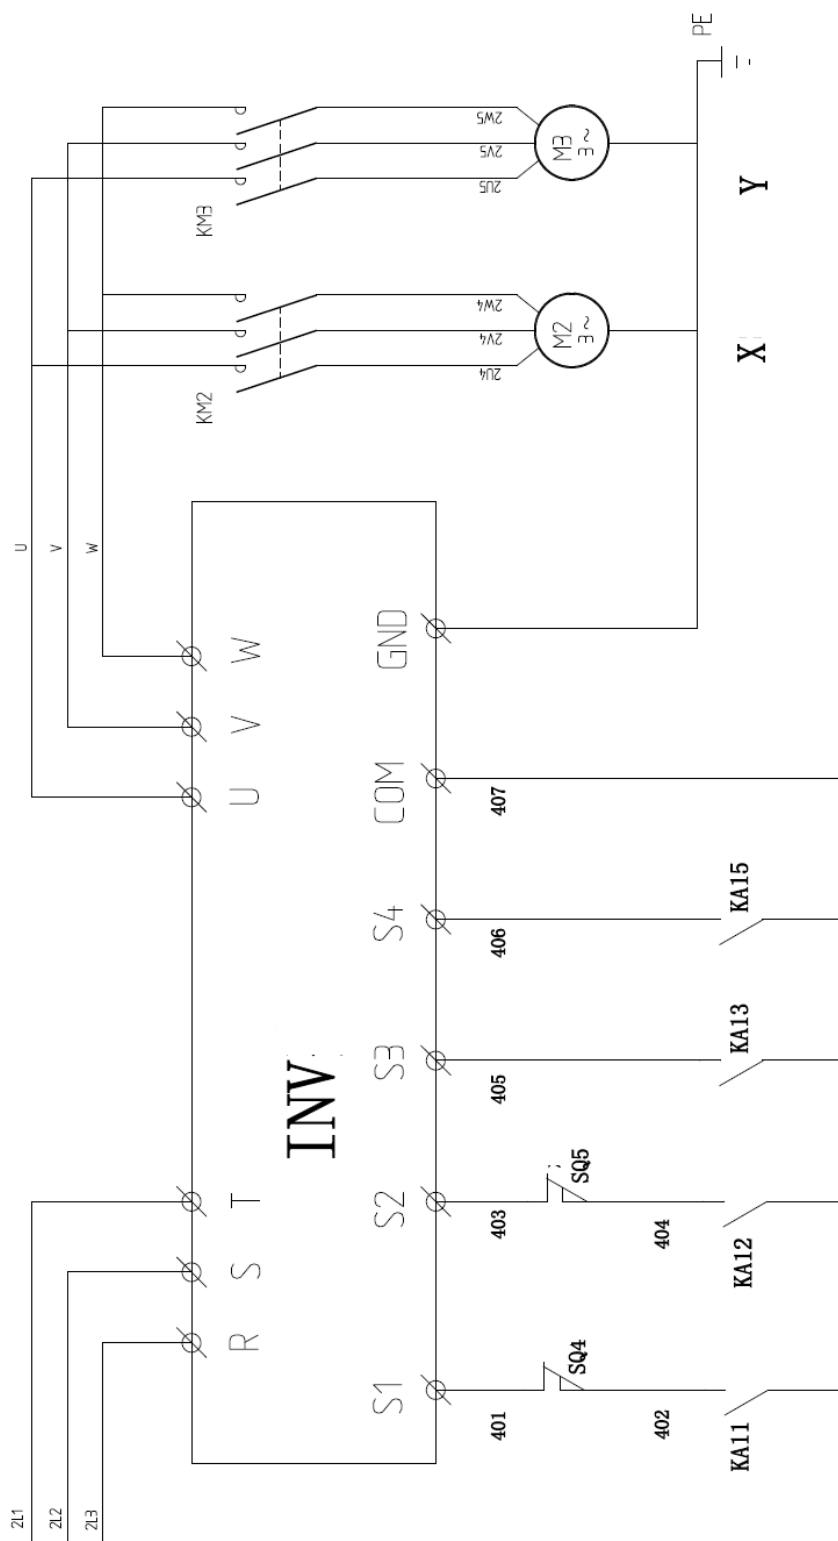 2L1
U
2L2
V
2L3
W
KM2
KM3
R
S
T
U
V
W
INV
S1
S2
S3
S4
COM
GND
401
403
405
406
407
2U4
2V4
2W4
2U5
2V5
2W5
M2
3~
M3
3~
SQ4
SQ5
402
404
PE
KA11
KA12
KA13
KA15
X
Y